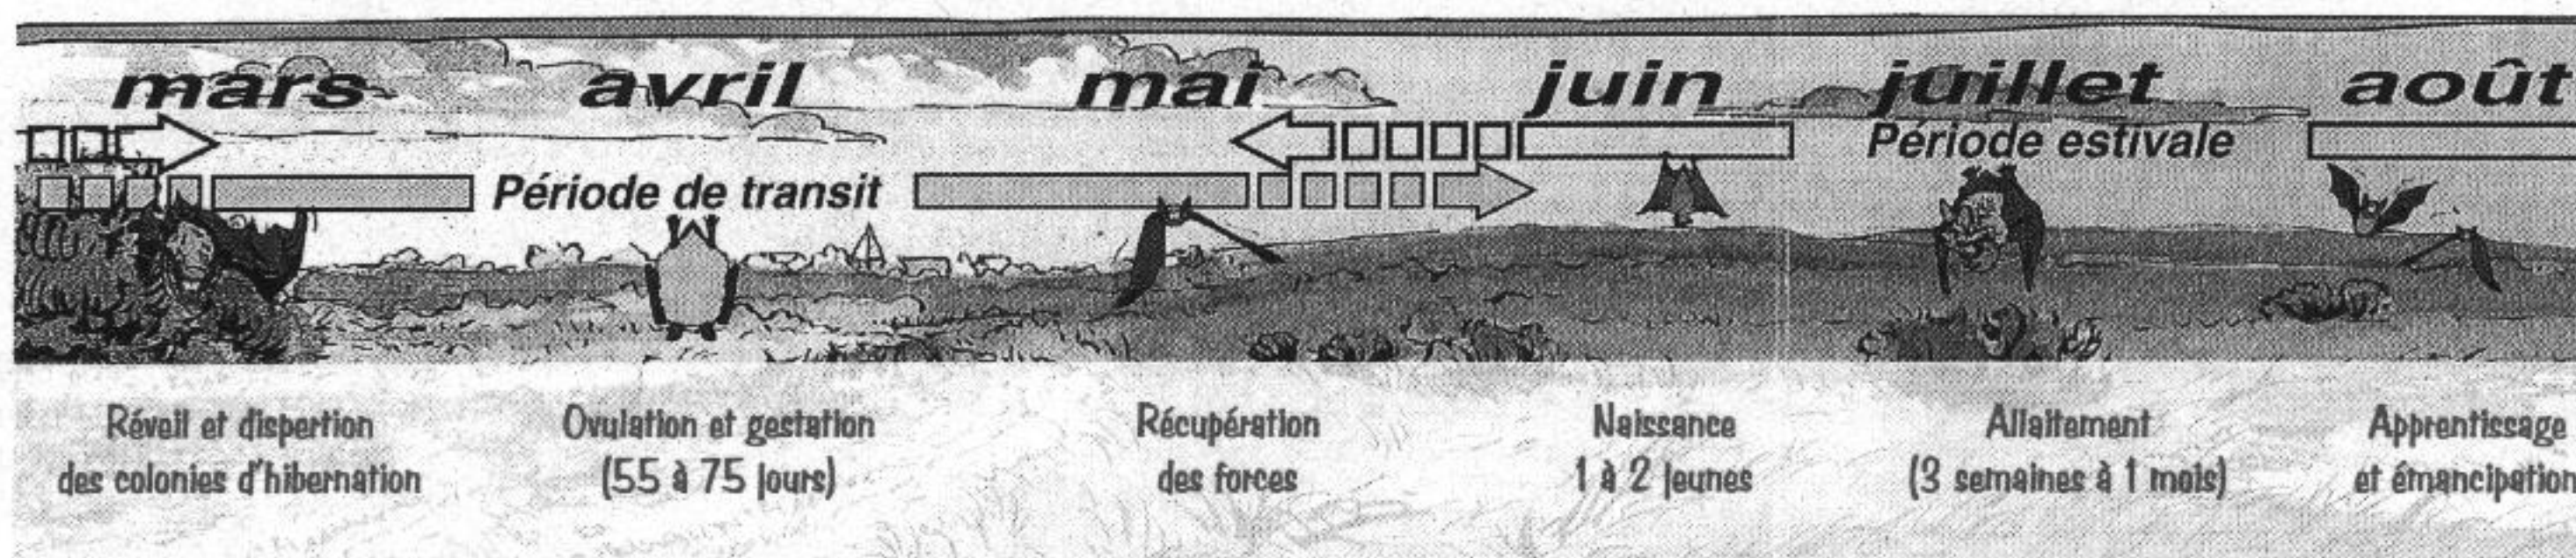 mars avril mai juin juillet août
Période estivale
Période de transit
Réveil et dispertion
des colonies d'hibernation
Ovulation et gestation
(55 à 75 jours)
Récupération
des forces
Naissance
1 à 2 jeunes
Allaitement
(3 semaines à 1 mois)
Apprentissage
et émancipation